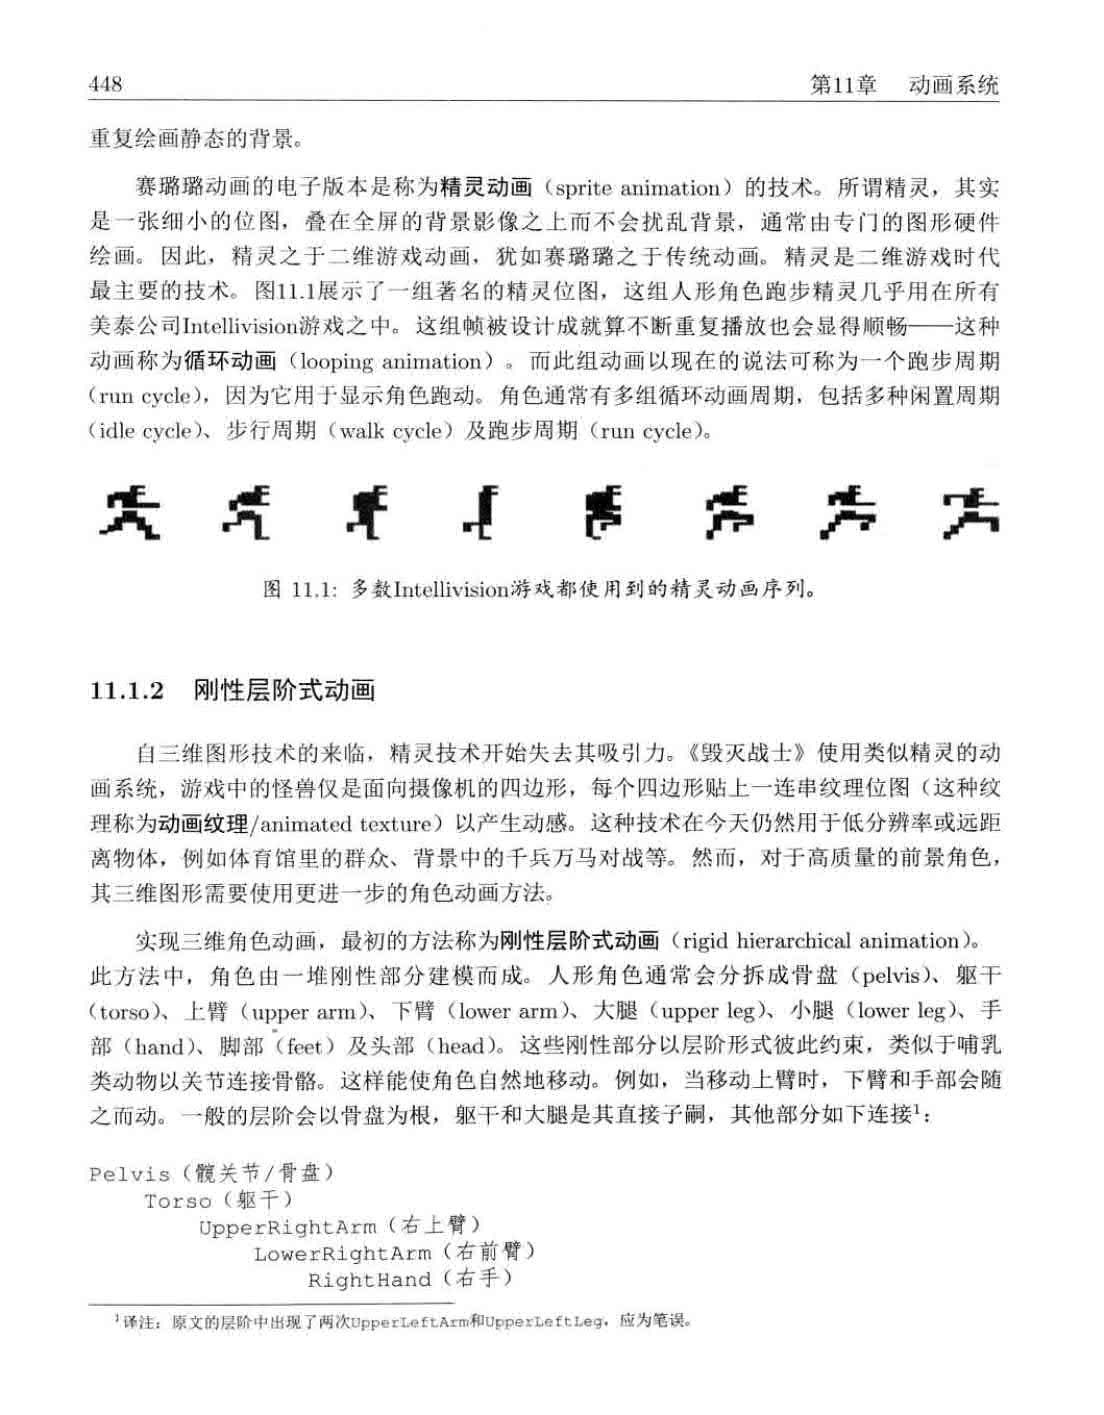 448
第11章 动画系统
重复绘画静态的背景。
赛璐璐动画的电子版本是称为精灵动画（sprite animation）的技术。所谓精灵，其实
是一张细小的位图，叠在全屏的背景影像之上而不会扰乱背景，通常由专门的图形硬件
绘画。因此，精灵之于二维游戏动画，犹如赛璐璐之于传统动画。精灵是二维游戏时代
最主要的技术。图11.1展示了一组著名的精灵位图，这组人形角色跑步精灵几乎用在所有
美泰公司Intellivision游戏之中。这组帧被设计成就算不断重复播放也会显得顺畅——这种
动画称为循环动画（looping animation）。而此组动画以现在的说法可称为一个跑步周期
（run cycle），因为它用于显示角色跑动。角色通常有多组循环动画周期，包括多种闲置周期
（idle cycle）、步行周期（walk cycle）及跑步周期（run cycle）。
图 11.1: 多数Intellivision游戏都使用到的精灵动画序列。
11.1.2 刚性层阶式动画
自三维图形技术的来临，精灵技术开始失去其吸引力。《毁灭战士》使用类似精灵的动
画系统，游戏中的怪兽仅是面向摄像机的四边形，每个四边形贴上一连串纹理位图（这种纹
理称为动画纹理/animated texture）以产生动感。这种技术在今天仍然用于低分辨率或远距
离物体，例如体育馆里的群众、背景中的千兵万马对战等。然而，对于高质量的前景角色，
其三维图形需要使用更进一步的角色动画方法。
实现三维角色动画，最初的方法称为刚性层阶式动画（rigid hierarchical animation）。
此方法中，角色由一堆刚性部分建模而成。人形角色通常会分拆成骨盘（pelvis）、躯干
（torso）、上臂（upper arm）、下臂（lower arm）、大腿（upper leg）、小腿（lower leg）、手
部（hand）、脚部（feet）及头部（head）。这些刚性部分以层阶形式彼此约束，类似于哺乳
类动物以关节连接骨骼。这样能使角色自然地移动。例如，当移动上臂时，下臂和手部会随
之而动。一般的层阶会以骨盘为根，躯干和大腿是其直接子嗣，其他部分如下连接1：
Pelvis（髋关节/骨盘）
Torso（躯干）
UpperRightArm（右上臂）
LowerRightArm（右前臂）
RightHand（右手）
1译注：原文的层阶中出现了两次UpperLeftArm和UpperLeftLeg，应为笔误。